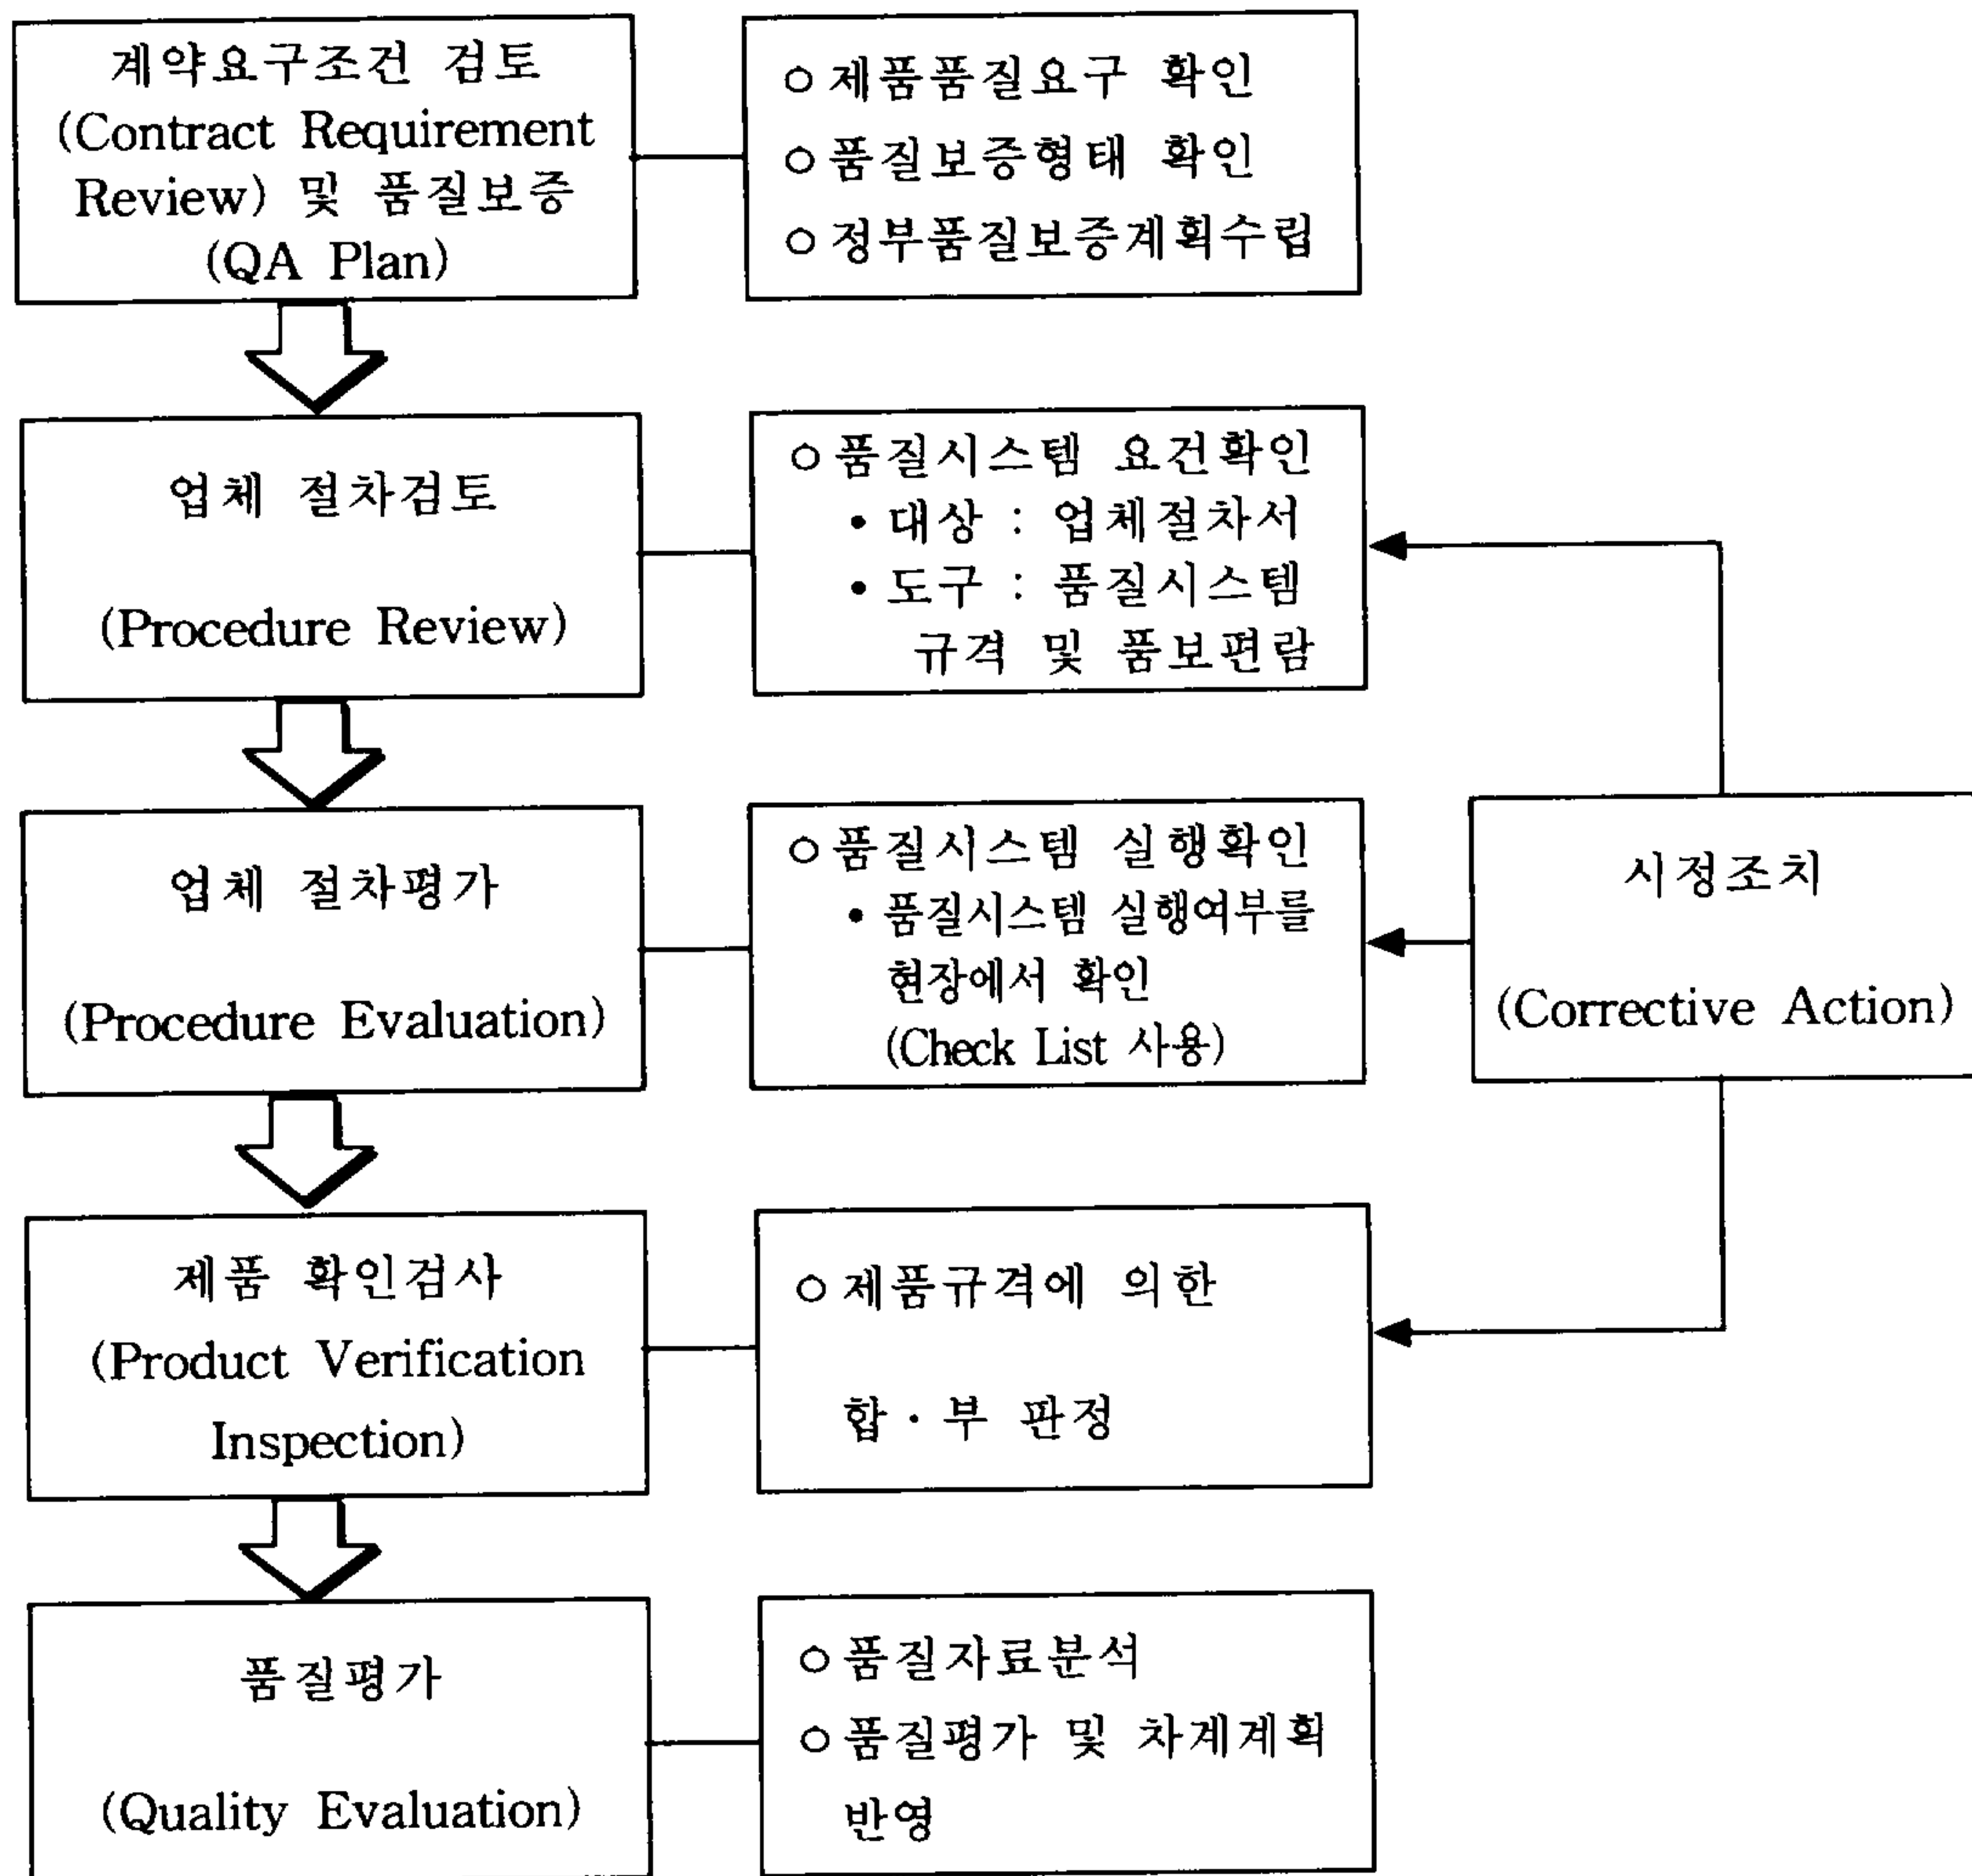 계약요구조건 검토
(Contract Requirement
Review) 및 품질보증
(QA Plan)
○ 제품품질요구 확인
○ 품질보증형태 확인
○ 정부품질보증계획수립
업체 절차검토
(Procedure Review)
○ 품질시스템 요건확인
• 대상 : 업체절차서
• 도구 : 품질시스템
규격 및 품보편람
업체 절차평가
(Procedure Evaluation)
○ 품질시스템 실행확인
• 품질시스템 실행여부를
현장에서 확인
(Check List 사용)
시정조치
(Corrective Action)
제품 확인검사
(Product Verification
Inspection)
○ 제품규격에 의한
합·부 판정
품질평가
(Quality Evaluation)
○ 품질자료분석
○ 품질평가 및 차계계획
반영